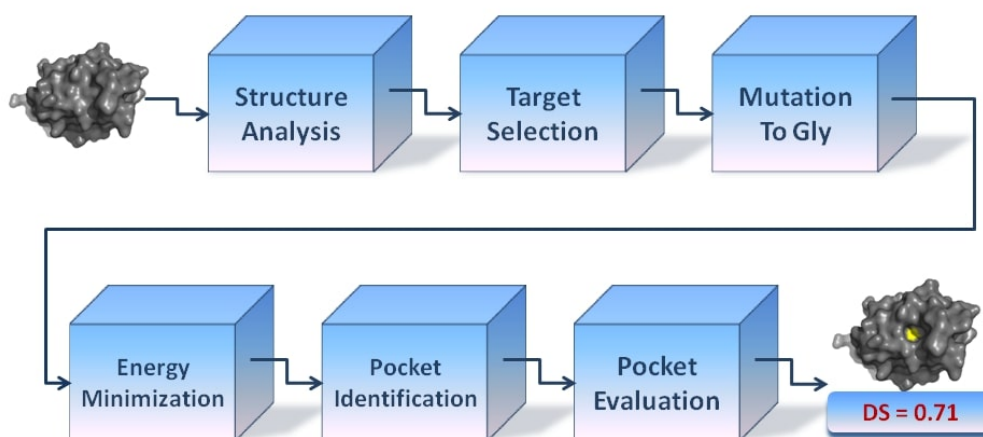 Structure
Analysis
Target
Selection
Mutation
To Gly
Energy
Minimization
Pocket
Identification
Pocket
Evaluation
DS = 0.71